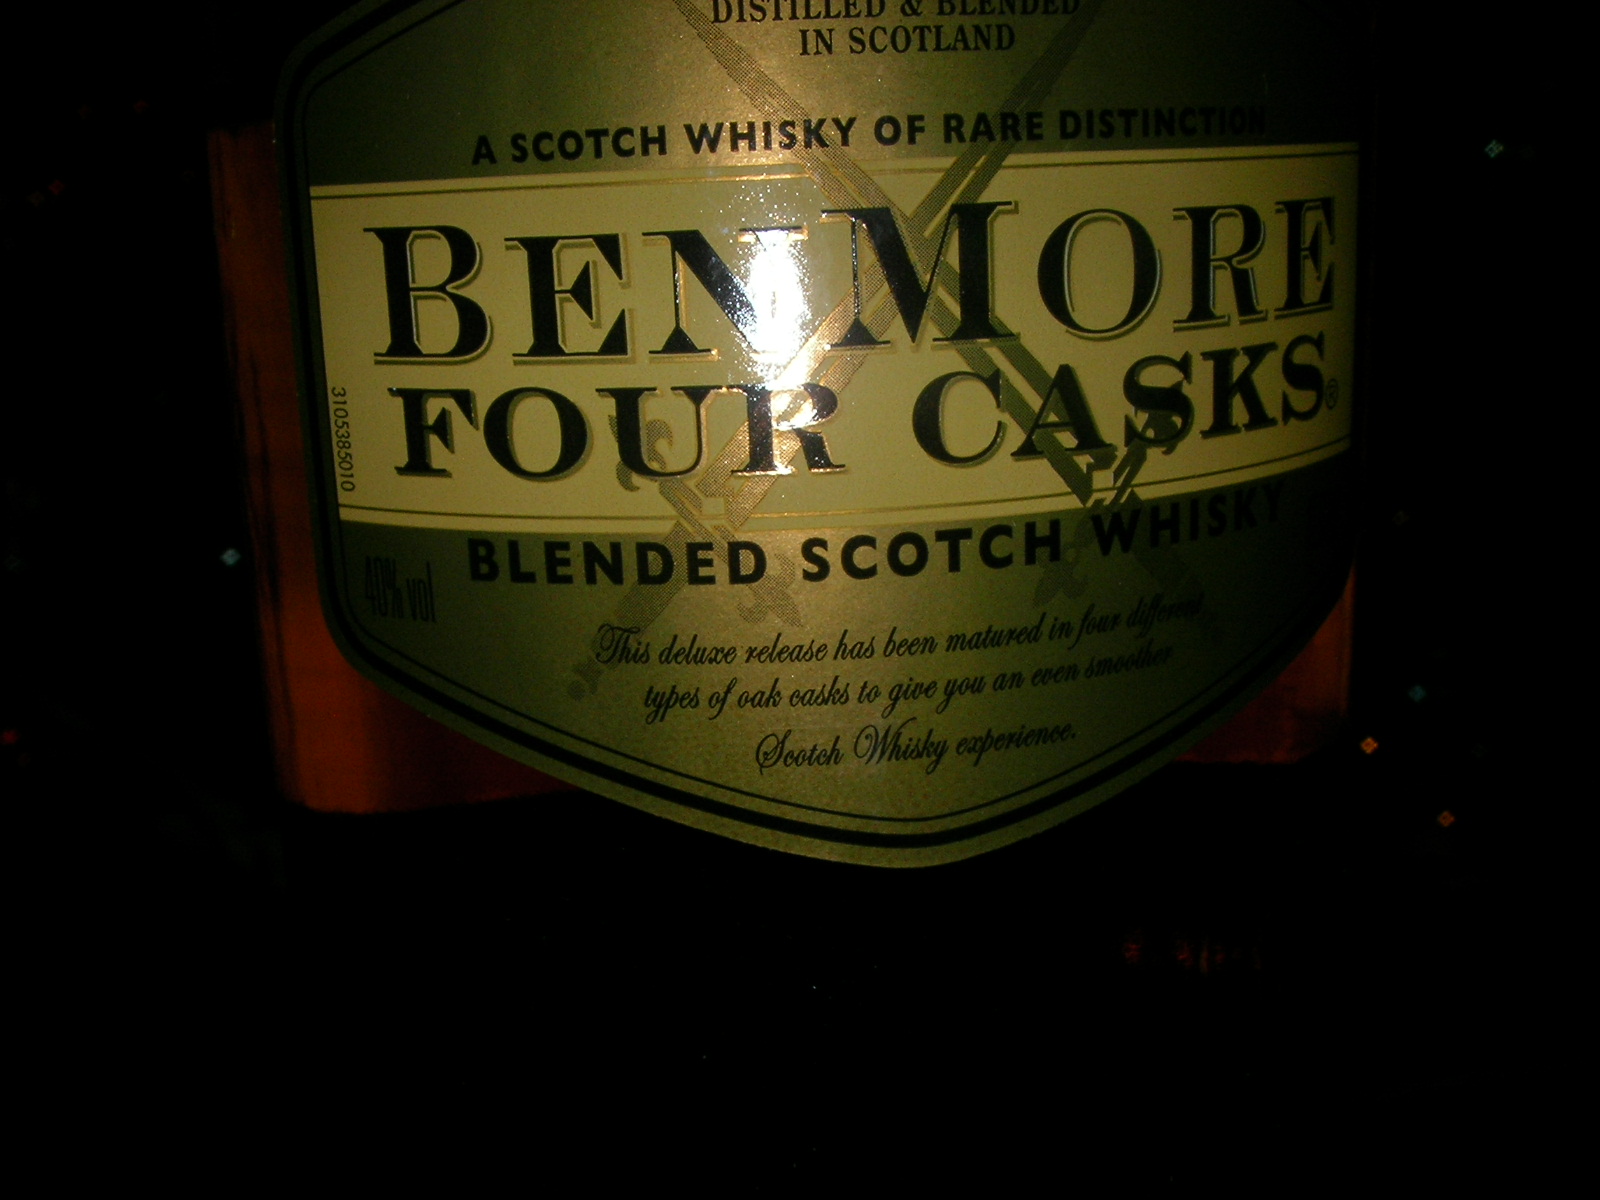 DISTILLED & BLENDED
IN SCOTLAND
A SCOTCH WHISKY OF RARE DISTINCTION
BENMORE
FOUR CASKS®
3105385010
BLENDED SCOTCH WHISKY
40% vol
This deluxe release has been matured in four different
types of oak casks to give you an even smoother
Scotch Whisky experience.